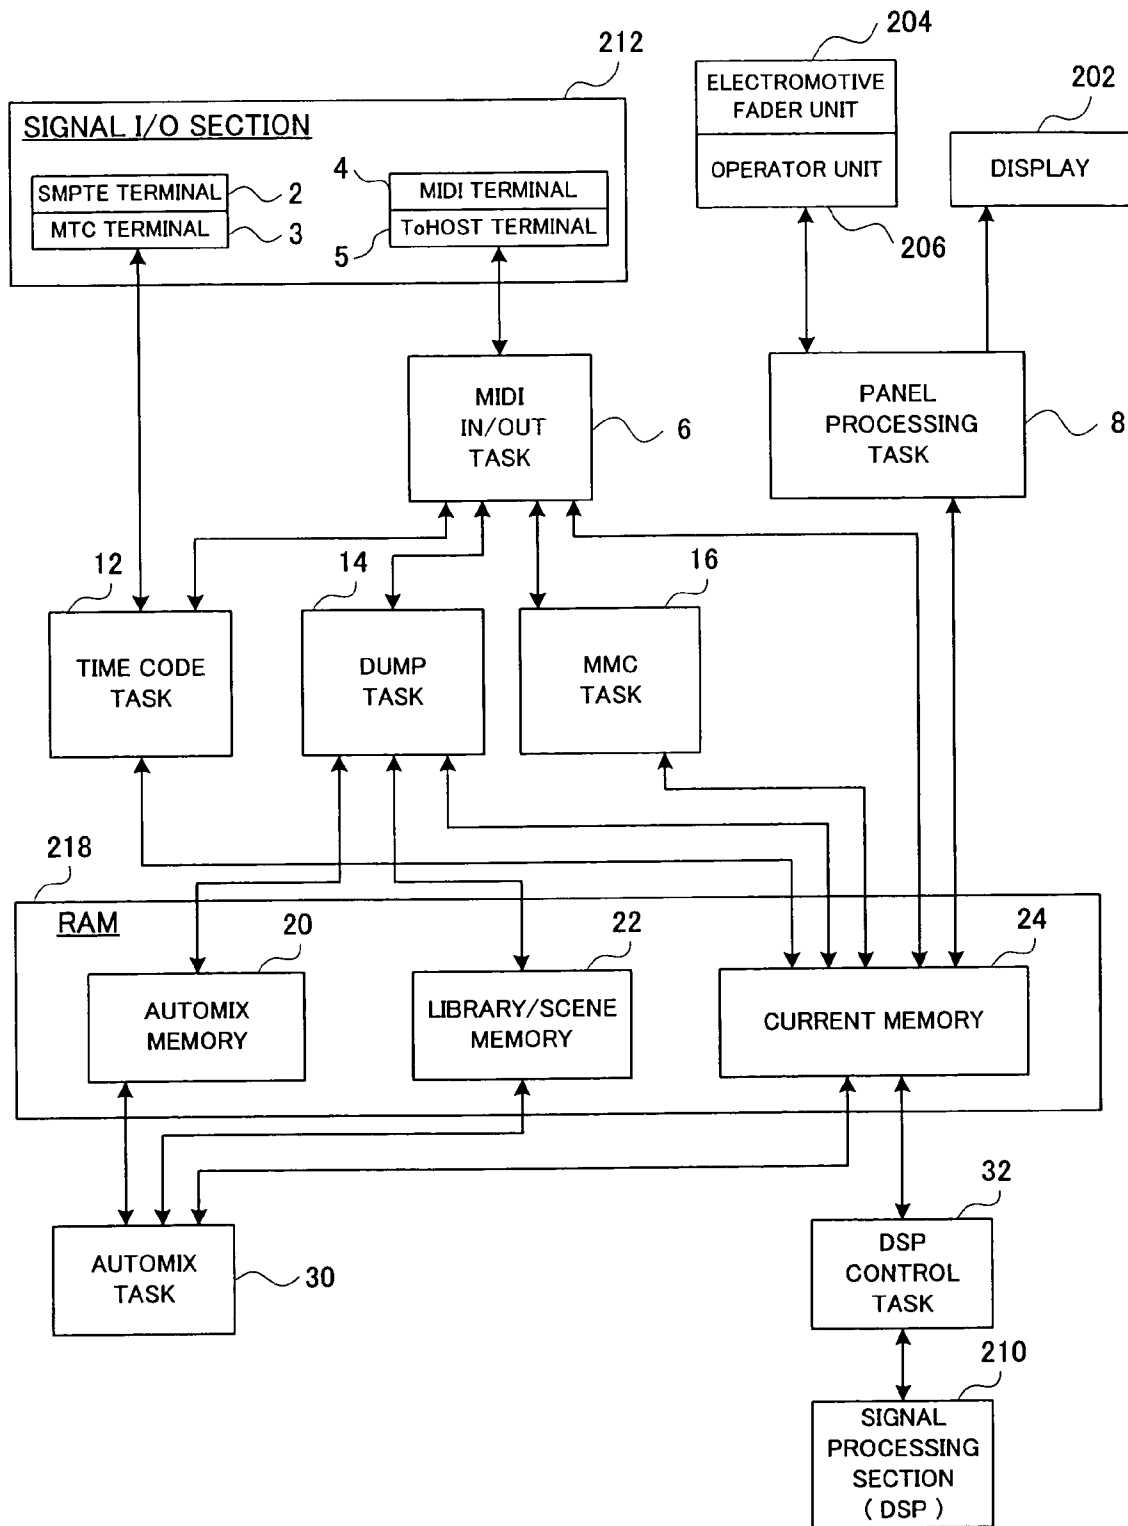 212
SIGNAL I/O SECTION
SMPTE TERMINAL
2
MTC TERMINAL
3
4
MIDI TERMINAL
ToHOST TERMINAL
5
204
ELECTROMOTIVE
FADER UNIT
OPERATOR UNIT
206
202
DISPLAY
MIDI
IN/OUT
TASK
6
PANEL
PROCESSING
TASK
8
12
TIME CODE
TASK
14
DUMP
TASK
16
MMC
TASK
218
RAM
20
AUTOMIX
MEMORY
22
LIBRARY/SCENE
MEMORY
24
CURRENT MEMORY
AUTOMIX
TASK
30
32
DSP
CONTROL
TASK
210
SIGNAL
PROCESSING
SECTION
( DSP )